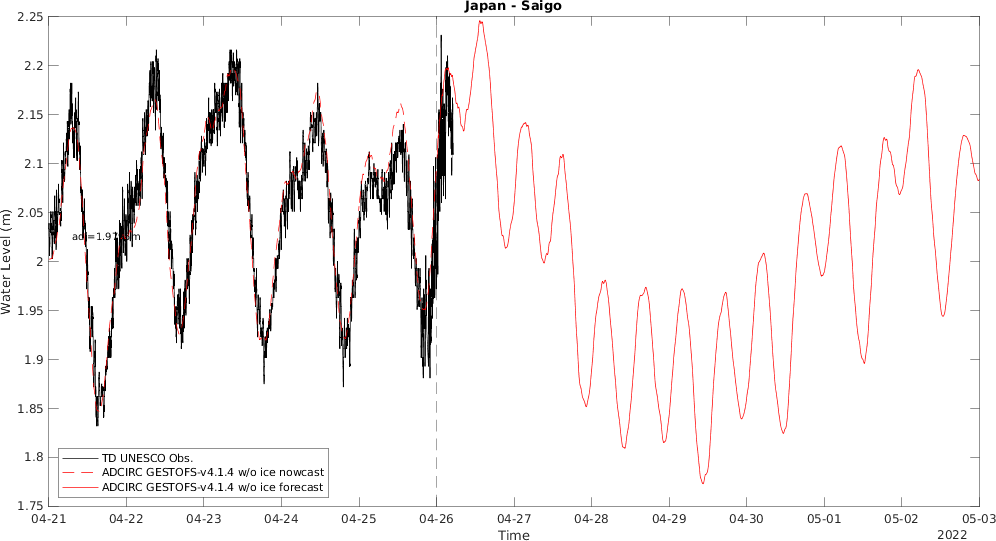 Japan - Saigo
2.25
2.2
2.15
2.1
2.05
2
1.95
1.9
1.85
1.8
1.75
Water Level (m)
TD UNESCO Obs.
ADCIRC GESTOFS-v4.1.4 w/o ice nowcast
ADCIRC GESTOFS-v4.1.4 w/o ice forecast
04-21 04-22 04-23 04-24 04-25 04-26 04-27 04-28 04-29 04-30 05-01 05-02 05-03
Time
2022